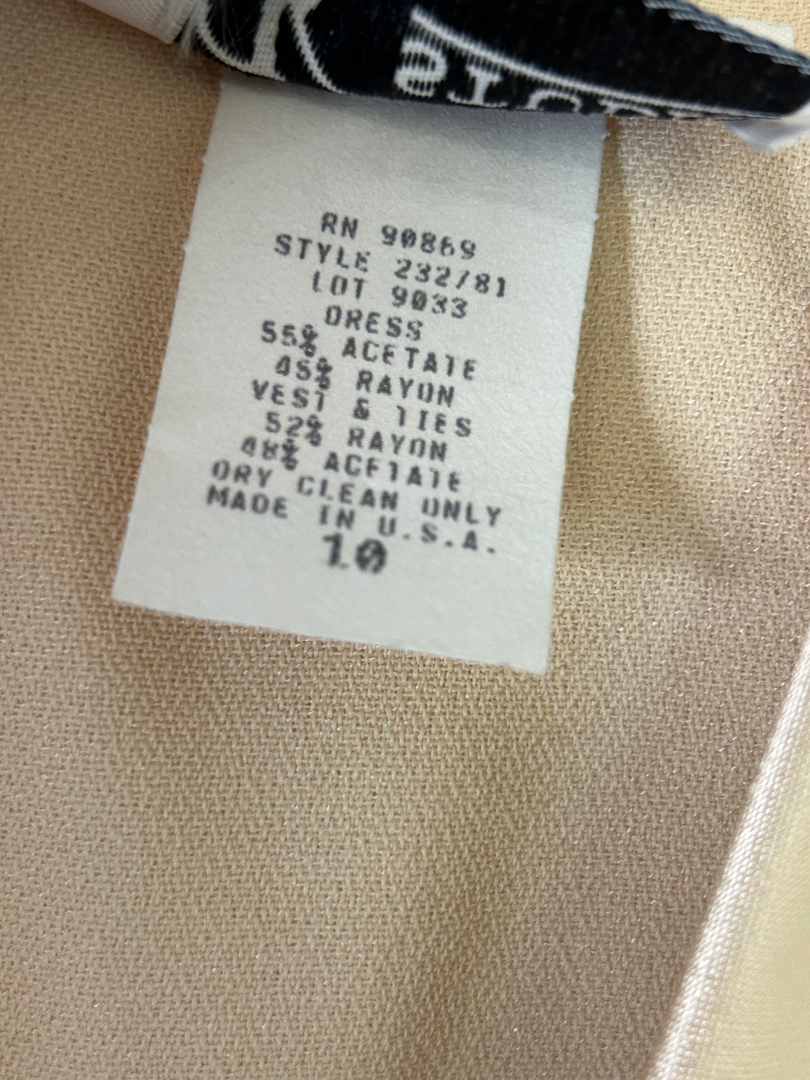 RN 90869
STYLE 232/81
LOT 9033
DRESS
55% ACETATE
45% RAYON
VEST & TIES
52% RAYON
48% ACETATE
DRY CLEAN ONLY
MADE IN U.S.A.
10